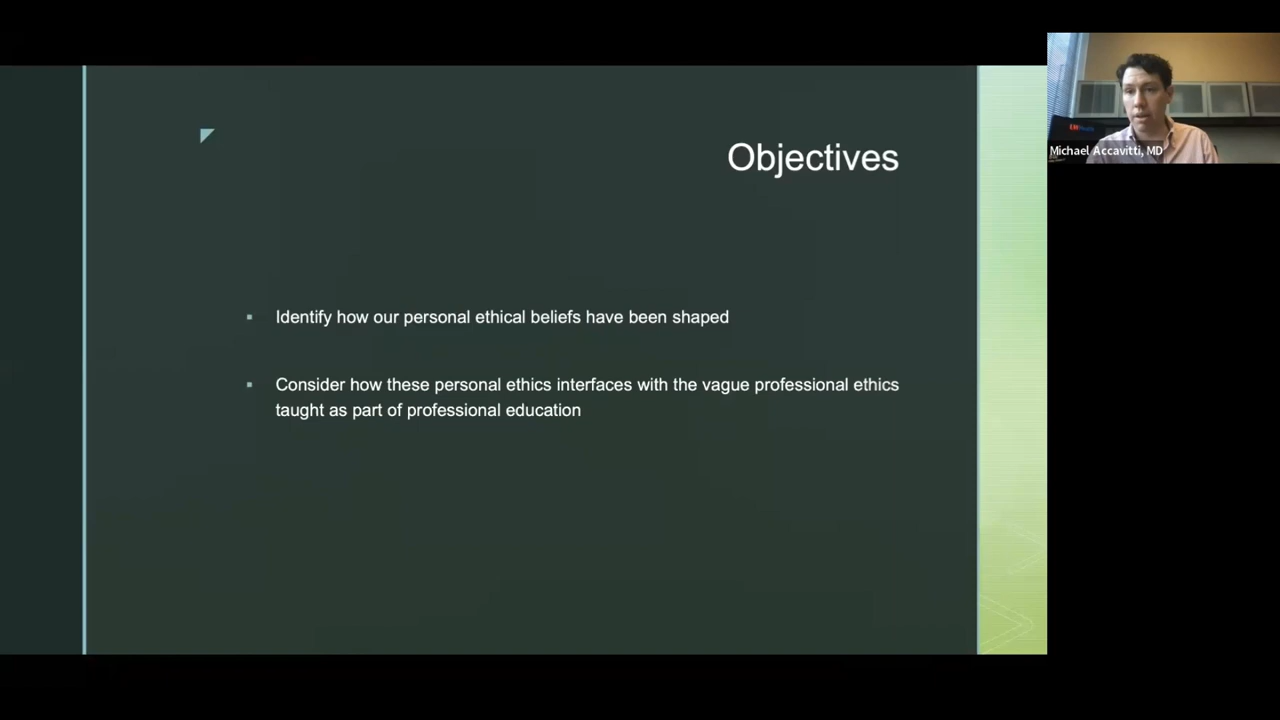 Objectives
Identify how our personal ethical beliefs have been shaped
Consider how these personal ethics interfaces with the vague professional ethics
taught as part of professional education
Michael Accavitti, MD